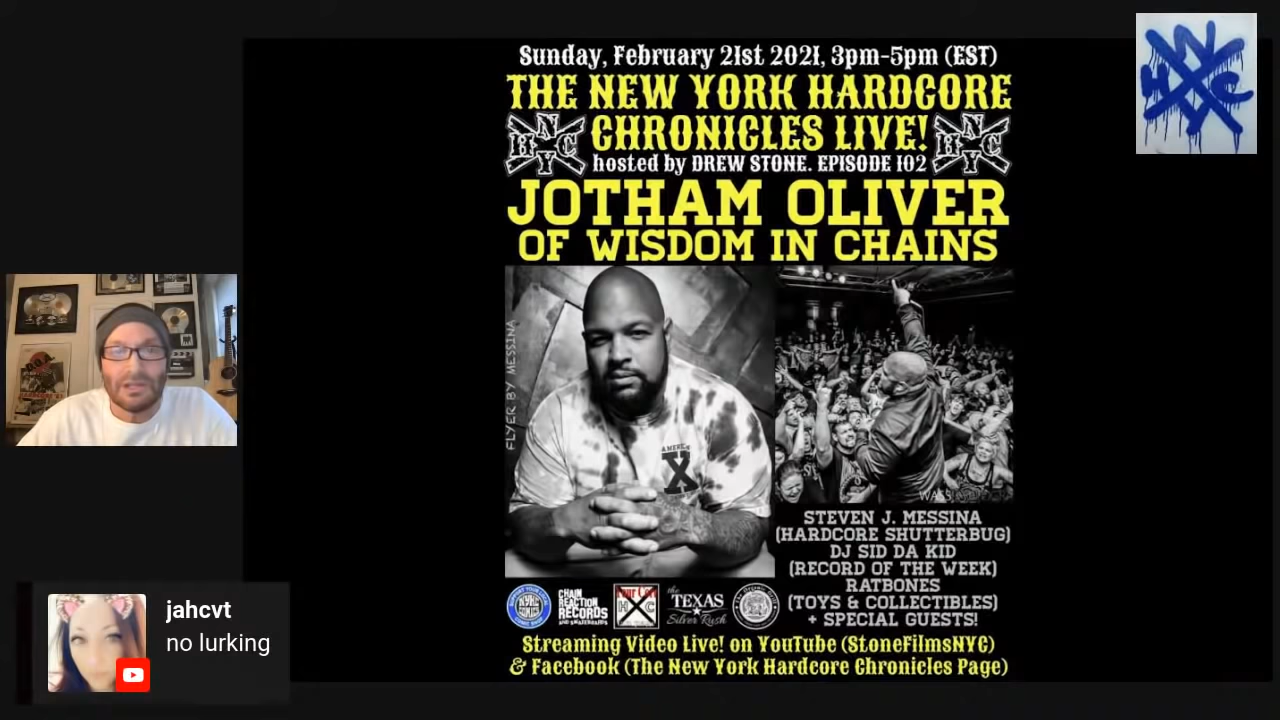 Sunday, February 21st 2021, 3pm-5pm (EST)
THE NEW YORK HARDCORE
CHRONICLES LIVE!
hosted by DREW STONE. EPISODE 102
N
H C
Y
N
H C
Y
JOTHAM OLIVER
OF WISDOM IN CHAINS
FLYER BY MESSINA
X
STEVEN J. MESSINA
(HARDCORE SHUTTERBUG)
DJ SID DA KID
(RECORD OF THE WEEK)
RATBONES
(TOYS & COLLECTIBLES)
+ SPECIAL GUESTS!
CHAIN
REACTION
RECORDS
AND SKATEBOARDS
H C
the
TEXAS
Silver Rush
Streaming Video Live! on YouTube (StoneFilmsNYC)
& Facebook (The New York Hardcore Chronicles Page)
N Y
H C
D.O.A.
jahcvt
no lurking